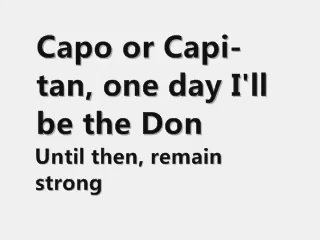 Capo or Capi-
tan, one day I'll
be the Don
Until then, remain
strong